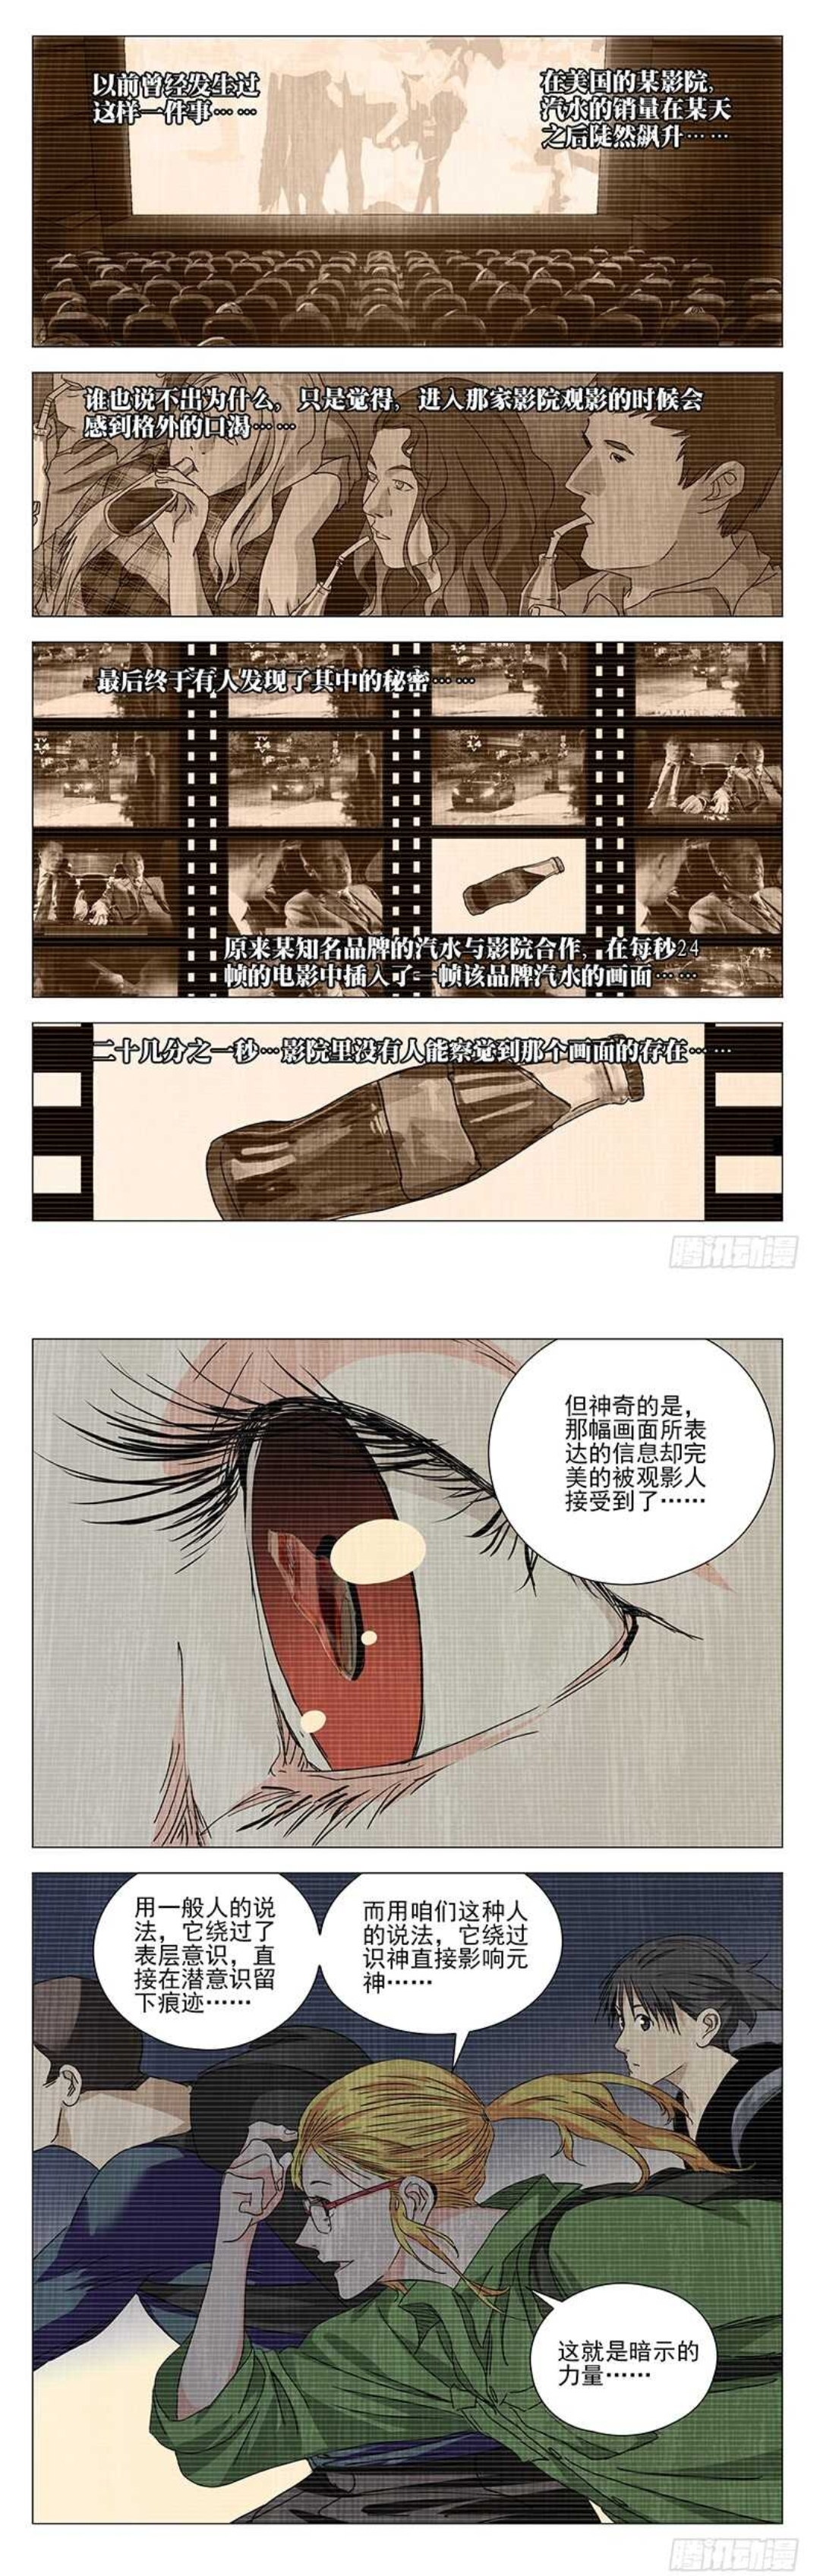 以前曾经发生过
这样一件事……
在美国的某影院,
汽水的销量在某天
之后陡然飙升……
谁也说不出为什么, 只是觉得, 进入那家影院观影的时候会
感到格外的口渴……
最后终于有人发现了其中的秘密……
原来某知名品牌的汽水与影院合作, 在每秒24
帧的电影中插入了一帧该品牌汽水的画面……
二十几分之一秒…影院里没有人能察觉到那个画面的存在……
腾讯动漫
但神奇的是,
那幅画面所表
达的信息却完
美的被观影人
接受到了……
用一般人的说
法, 它绕过了
表层意识, 直
接在潜意识留
下痕迹……
而用咱们这种人
的说法, 它绕过
识神直接影响元
神……
这就是暗示的
力量……
腾讯动漫